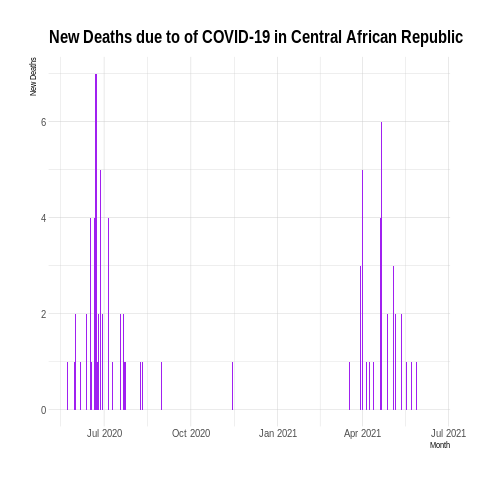 New Deaths due to of COVID-19 in Central African Republic
New Deaths
6
4
2
0
Jul 2020 Oct 2020 Jan 2021 Apr 2021 Jul 2021
Month